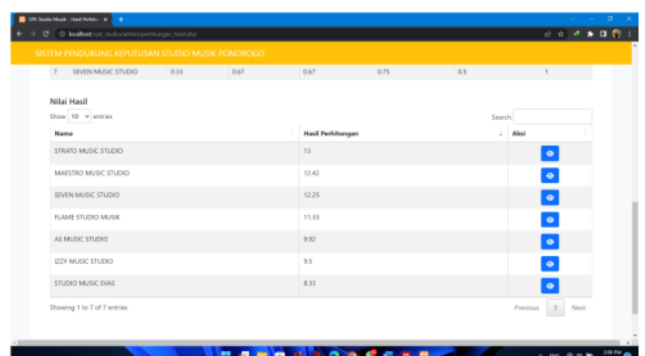 SPK Studio Musik - Hasil Perhitu
localhost/spk_studio/admin/perhitungan_hasil.php
SISTEM PENDUKUNG KEPUTUSAN STUDIO MUSIK PONOROGO
7 SEVEN MUSIC STUDIO 0.33 0.67 0.67 0.75 0.5 1
Nilai Hasil
Show 10 entries Search:
Nama Hasil Perhitungan Aksi
STRATO MUSIC STUDIO 13
MAESTRO MUSIC STUDIO 12.42
SEVEN MUSIC STUDIO 12.25
FLAME STUDIO MUSIK 11.33
AS MUSIC STUDIO 9.92
IZZY MUSIC STUDIO 9.5
STUDIO MUSIC EVAS 8.33
Showing 1 to 7 of 7 entries Previous 1 Next
2:08 PM